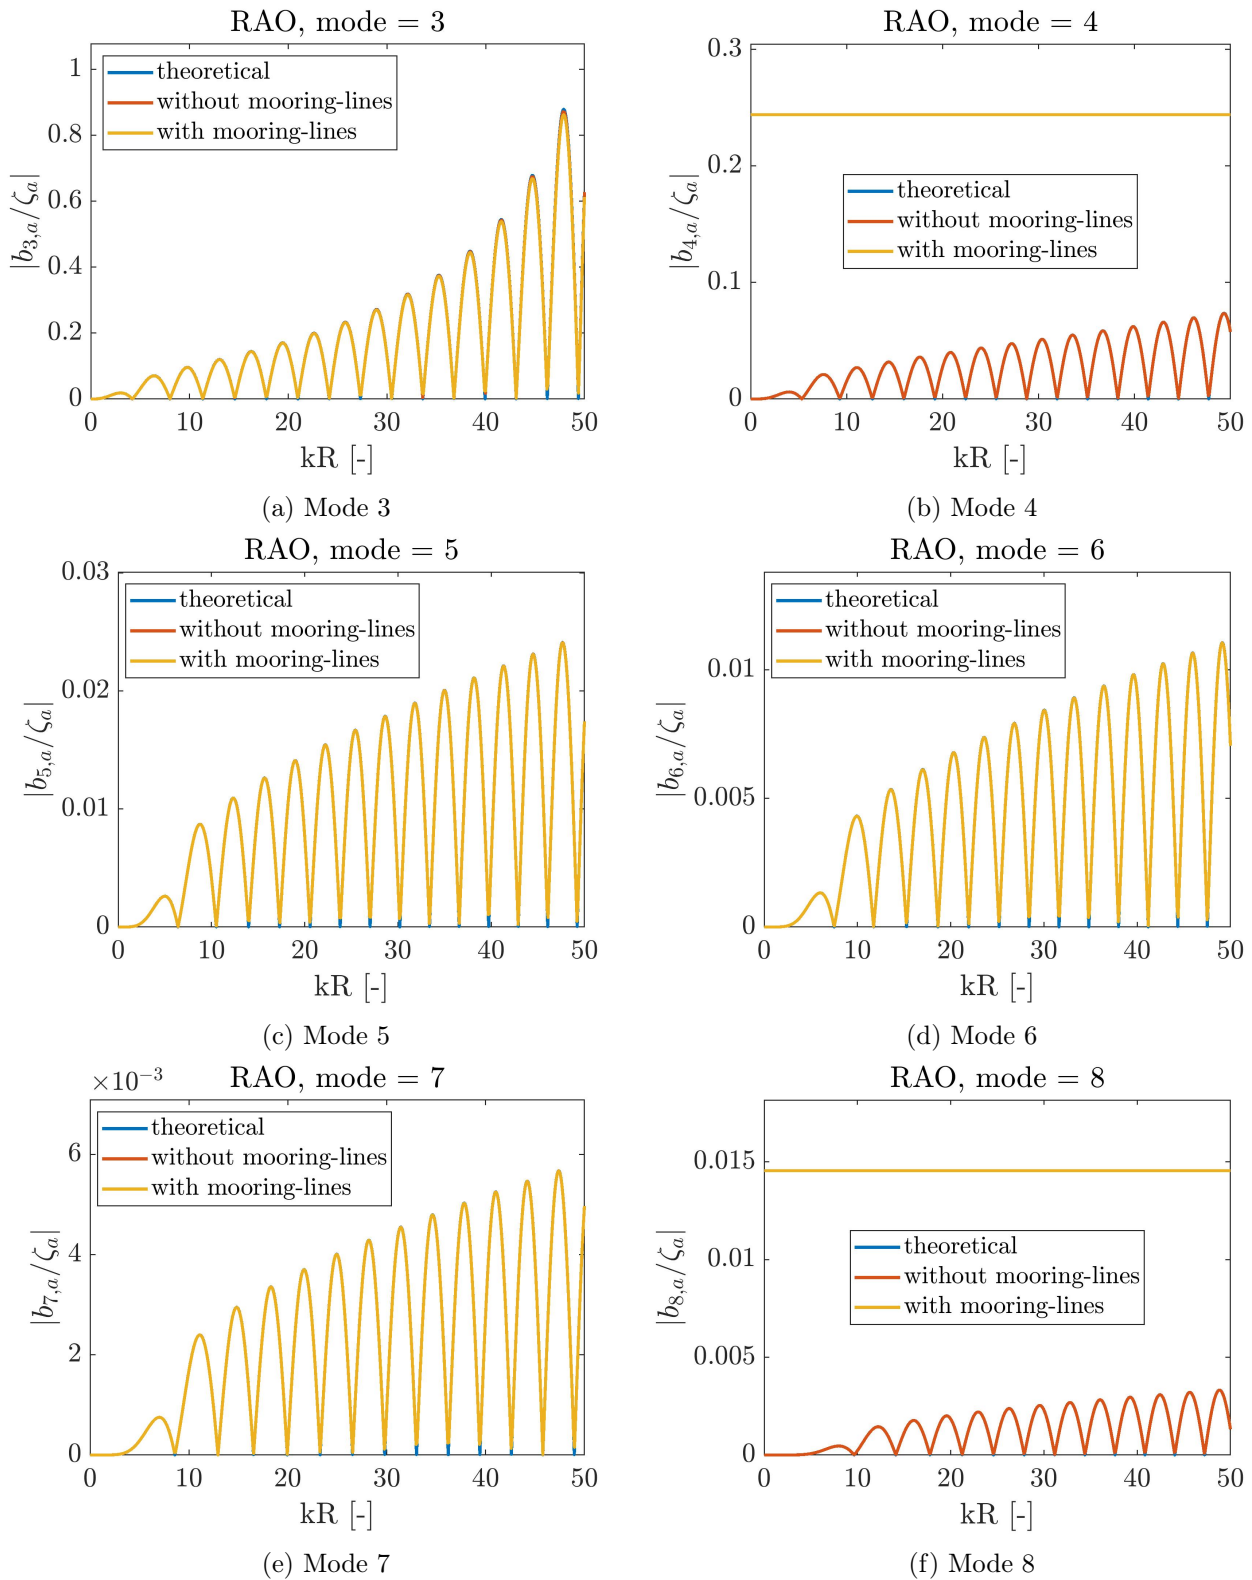 RAO, mode = 3
1
0.8
0.6
0.4
0.2
0
|b3,a/ζa|
theoretical
without mooring-lines
with mooring-lines
0 10 20 30 40 50
kR [-]
(a) Mode 3
RAO, mode = 4
0.3
0.2
0.1
0
|b4,a/ζa|
theoretical
without mooring-lines
with mooring-lines
0 10 20 30 40 50
kR [-]
(b) Mode 4
RAO, mode = 5
0.03
0.02
0.01
0
|b5,a/ζa|
theoretical
without mooring-lines
with mooring-lines
0 10 20 30 40 50
kR [-]
(c) Mode 5
RAO, mode = 6
0.01
0.005
0
|b6,a/ζa|
theoretical
without mooring-lines
with mooring-lines
0 10 20 30 40 50
kR [-]
(d) Mode 6
×10−3
RAO, mode = 7
6
4
2
0
|b7,a/ζa|
theoretical
without mooring-lines
with mooring-lines
0 10 20 30 40 50
kR [-]
(e) Mode 7
RAO, mode = 8
0.015
0.01
0.005
0
|b8,a/ζa|
theoretical
without mooring-lines
with mooring-lines
0 10 20 30 40 50
kR [-]
(f) Mode 8